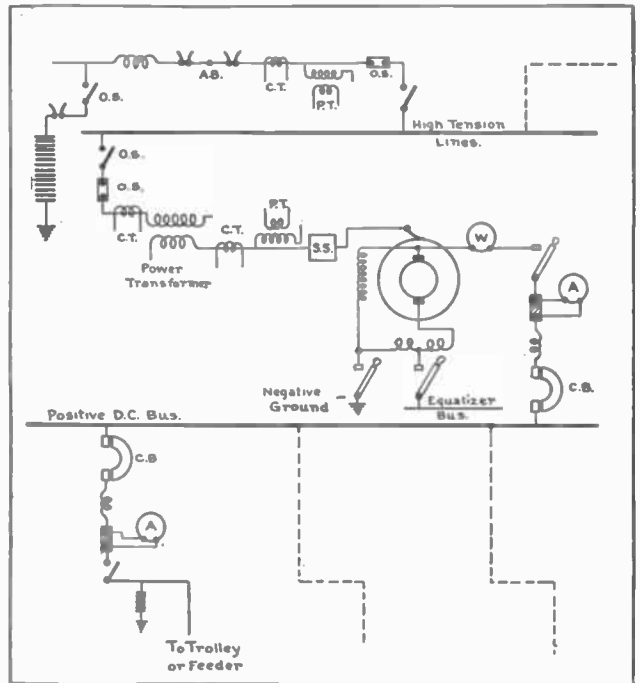 A.B.
C.T.
P.T.
O.S.
O.S.
High Tension
Lines.
O.S.
O.S.
C.T.
C.T.
P.T.
S.S.
W
A
Power
Transformer
C.B.
Negative
Ground
Equalizer
Bus.
Positive D.C. Bus.
C.B
A
To Trolley
or Feeder